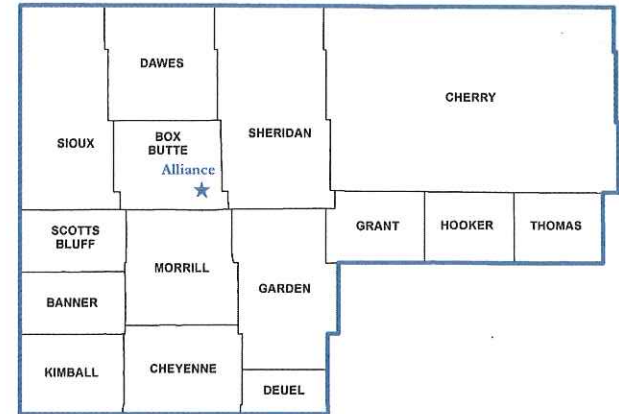 DAWES
CHERRY
SIOUX
BOX
BUTTE
SHERIDAN
Alliance
SCOTTS
BLUFF
GRANT
HOOKER
THOMAS
MORRILL
GARDEN
BANNER
KIMBALL
CHEYENNE
DEUEL